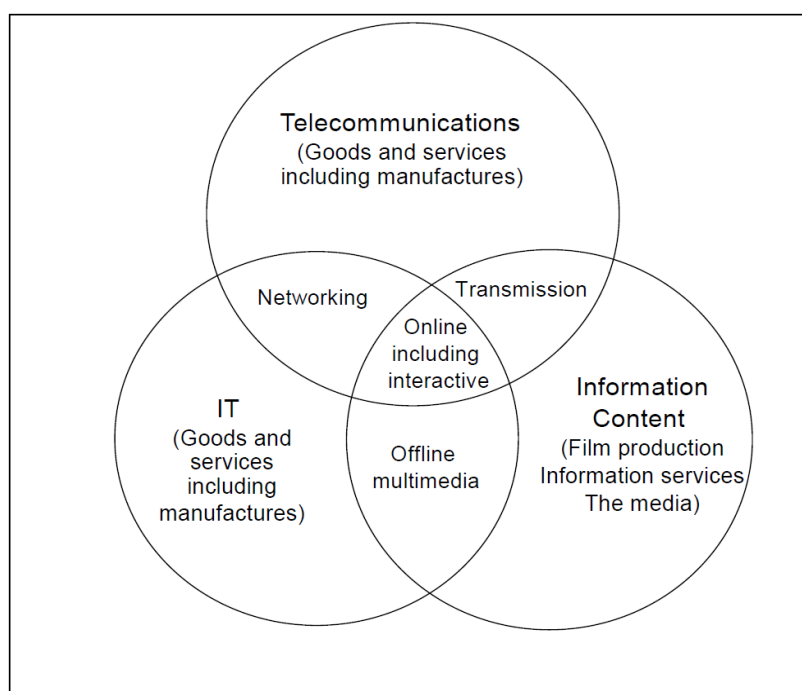 Telecommunications
(Goods and services
including manufactures)
Networking
Transmission
Online
including
interactive
IT
(Goods and
services
including
manufactures)
Offline
multimedia
Information
Content
(Film production
Information services
The media)